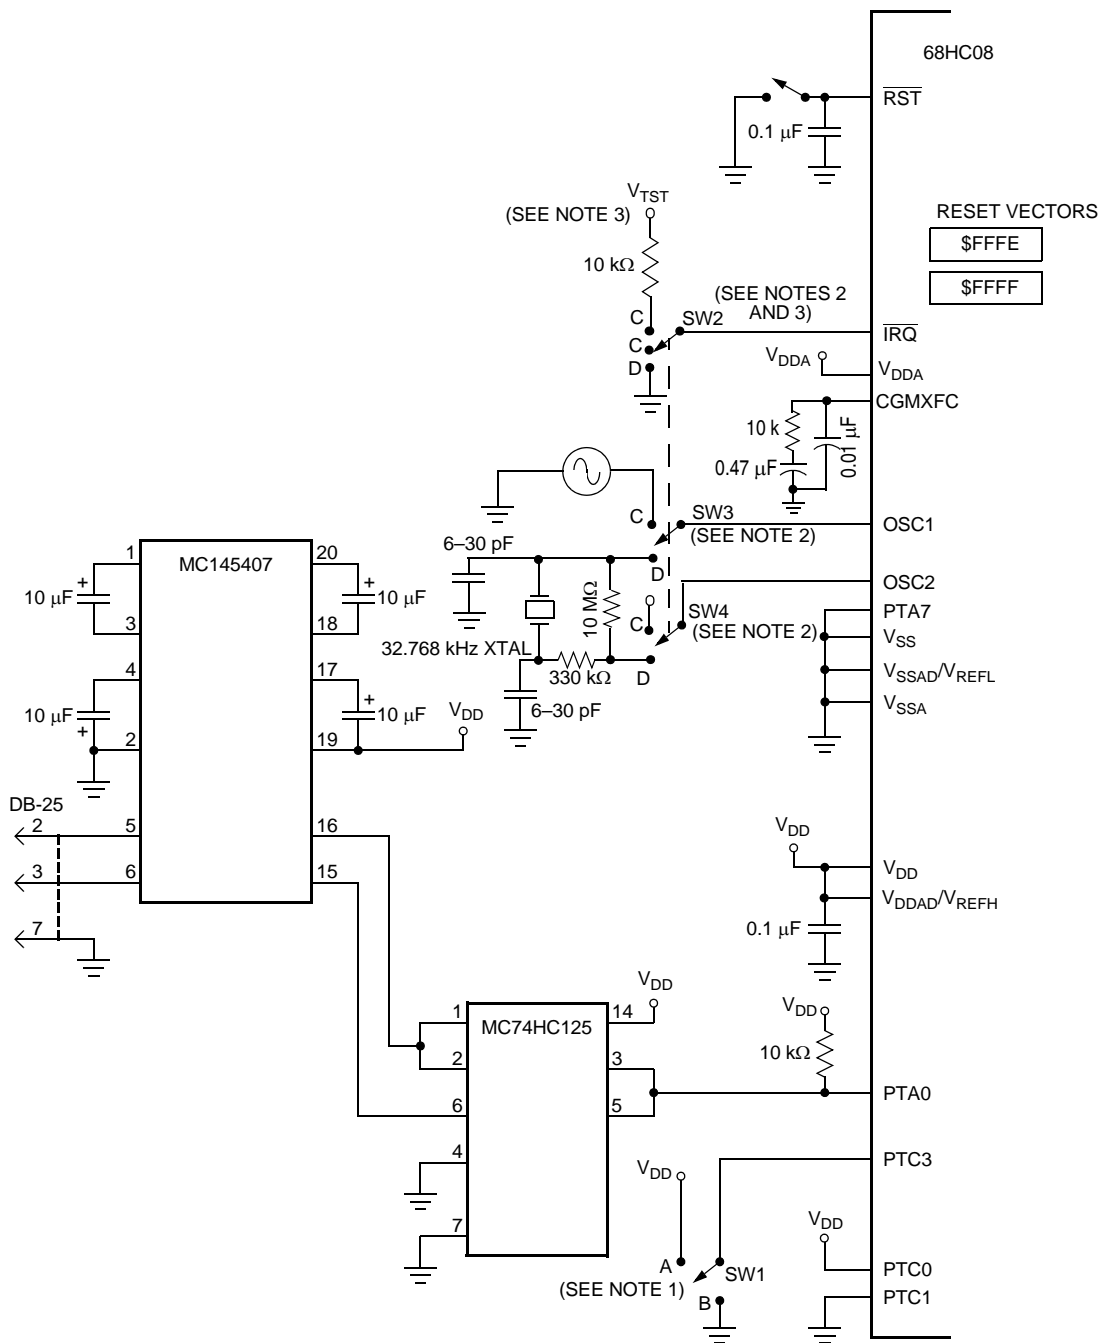 68HC08
RST
0.1 μF
VTST
(SEE NOTE 3)
RESET VECTORS
$FFFE
$FFFF
10 kΩ
(SEE NOTES 2
AND 3)
C
SW2
IRQ
C
D
VDDA
VDDA
CGMXFC
10 k
0.01 μF
0.47 μF
C
SW3
OSC1
(SEE NOTE 2)
6–30 pF
D
OSC2
10 MΩ
C
SW4
(SEE NOTE 2)
PTA7
VSS
32.768 kHz XTAL
330 kΩ
D
VSSAD/VREFL
6–30 pF
VSSA
MC145407
1
20
10 μF
+
+
10 μF
3
18
4
17
10 μF
+
+
10 μF
VDD
2
19
DB-25
2
5
16
3
6
15
7
VDD
VDD
VDDAD/VREFH
0.1 μF
VDD
MC74HC125
1
14
2
3
6
5
4
7
VDD
10 kΩ
PTA0
PTC3
VDD
VDD
A
SW1
(SEE NOTE 1)
B
PTC0
PTC1